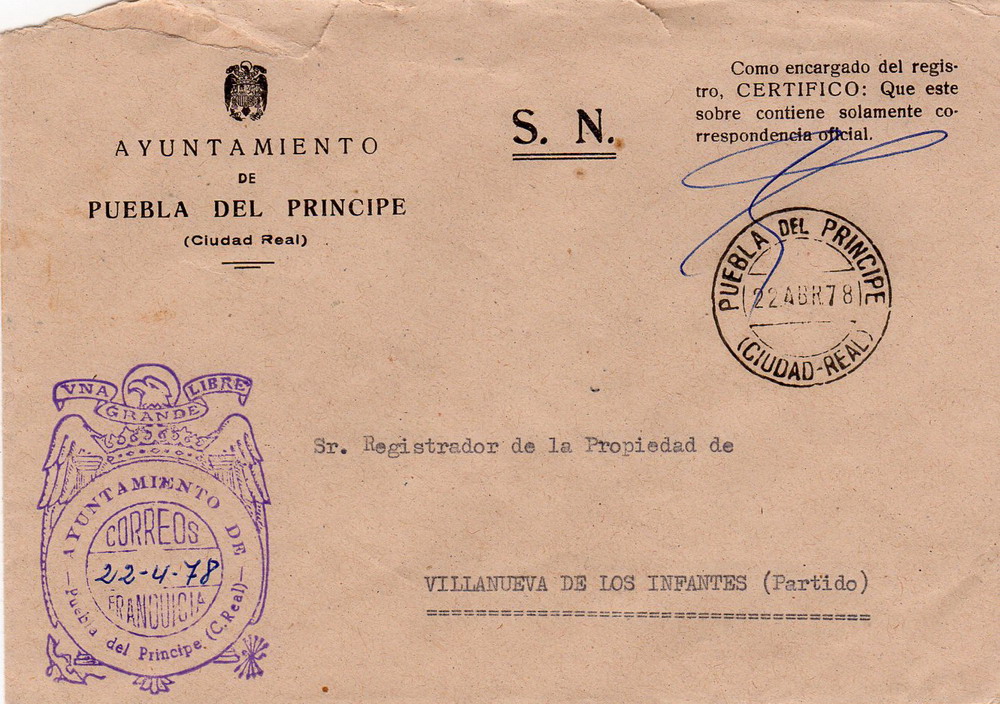 AYUNTAMIENTO
DE
PUEBLA DEL PRINCIPE
(Ciudad Real)
S. N.
Como encargado del regis-
tro, CERTIFICO: Que este
sobre contiene solamente co-
rrespondencia oficial.
PUEBLA DEL PRINCIPE
22 ABR 78
(CIUDAD-REAL)
VNA GRANDE LIBRE
AYUNTAMIENTO DE
CORREOS
22-4-78
FRANQUICIA
Puebla del Principe (C. Real)
Sr. Registrador de la Propiedad de
VILLANUEVA DE LOS INFANTES (Partido)